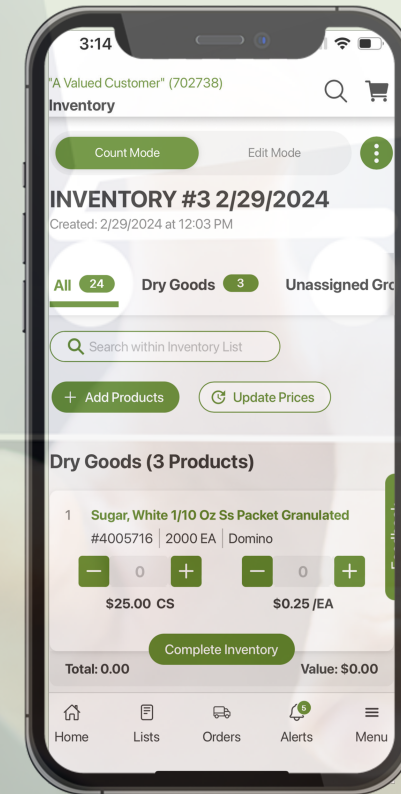 3:14
"A Valued Customer" (702738)
Inventory
Count Mode Edit Mode
INVENTORY #3 2/29/2024
Created: 2/29/2024 at 12:03 PM
All 24 Dry Goods 3 Unassigned Gro
Search within Inventory List
+ Add Products Update Prices
Dry Goods (3 Products)
1 Sugar, White 1/10 Oz Ss Packet Granulated
#4005716 | 2000 EA | Domino
− 0 + − 0 +
$25.00 CS $0.25 /EA
Complete Inventory
Total: 0.00 Value: $0.00
5
Home Lists Orders Alerts Menu